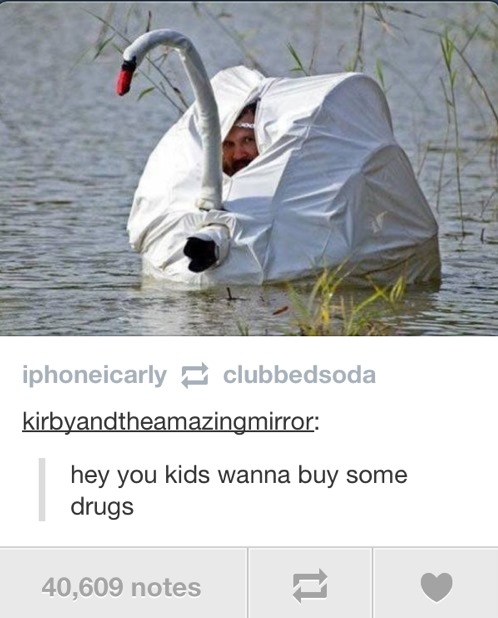 iphoneicarly clubbedsoda
kirbyandtheamazingmirror:
hey you kids wanna buy some
drugs
40,609 notes